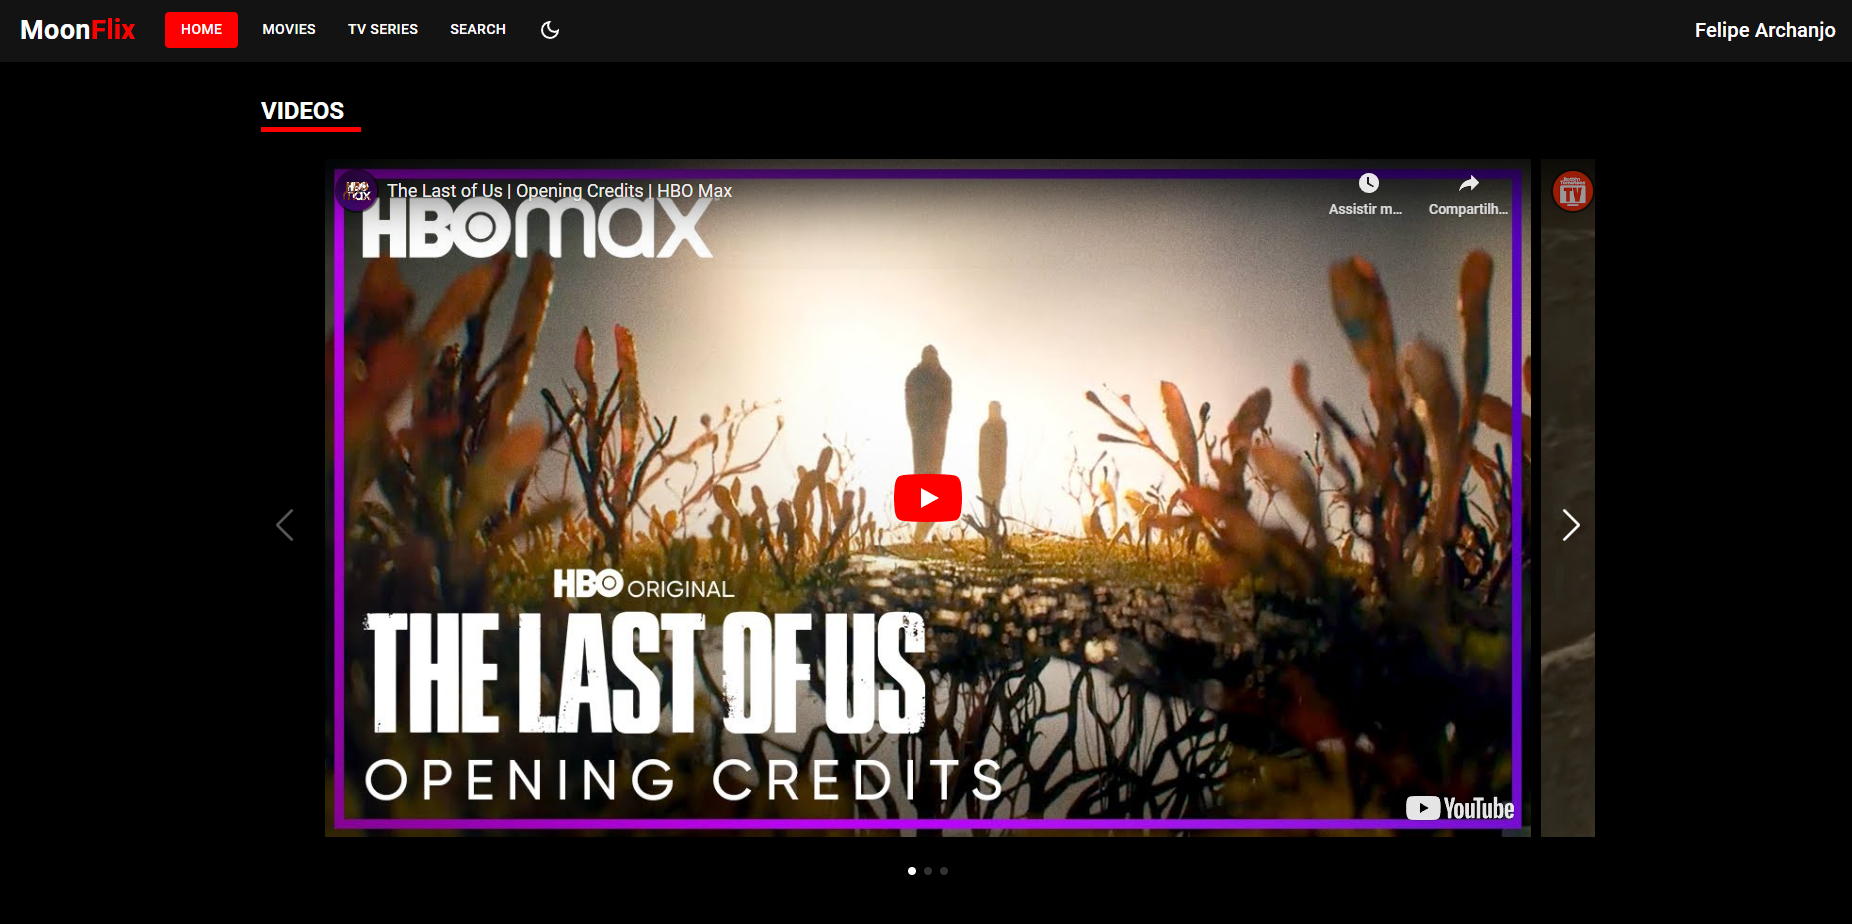 MoonFlix HOME MOVIES TV SERIES SEARCH Felipe Archanjo
VIDEOS
HBO max The Last of Us | Opening Credits | HBO Max
Assistir m... Compartilh...
HBOmax
TV
HBO ORIGINAL
THE LAST OF US
OPENING CREDITS
YouTube